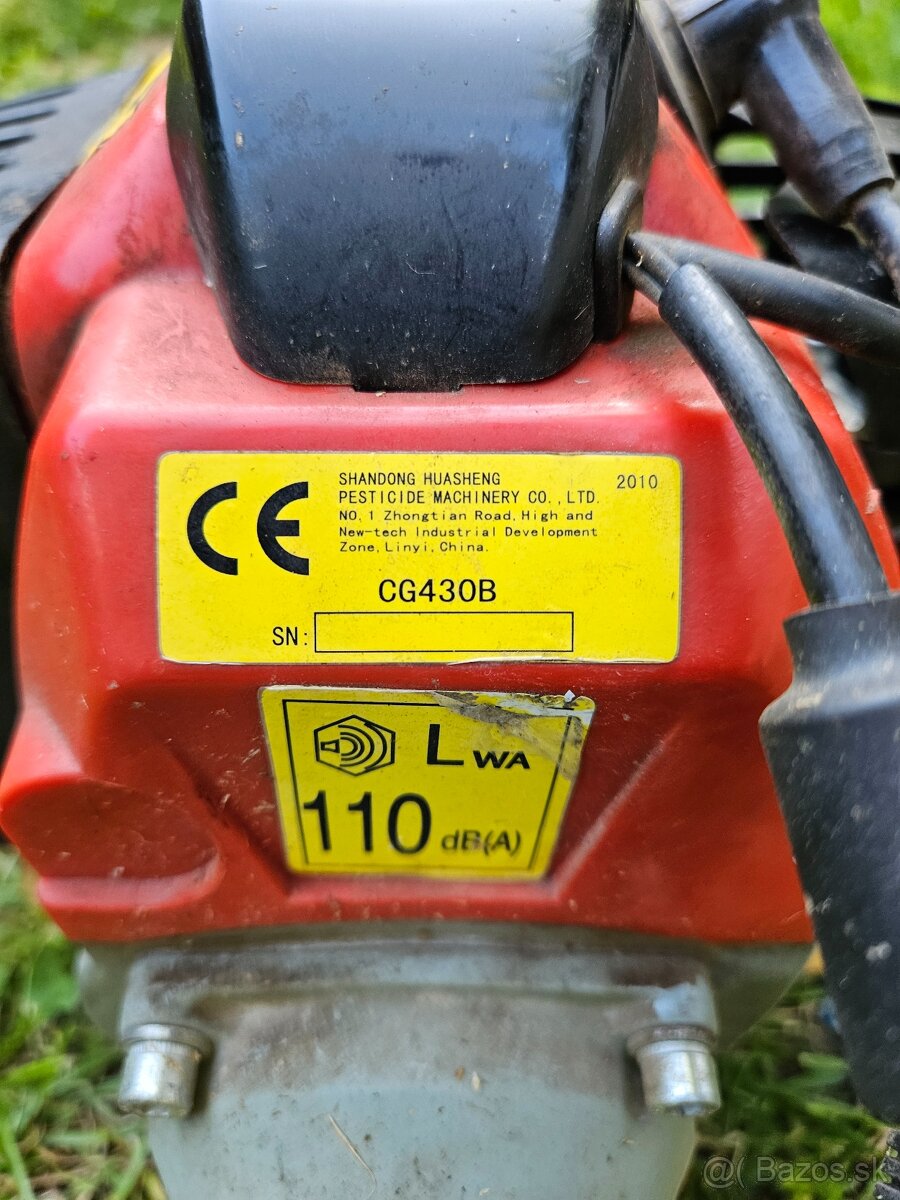 CE
SHANDONG HUASHENG 2010
PESTICIDE MACHINERY CO., LTD.
NO, 1 Zhongtian Road, High and
New-tech Industrial Development
Zone, Linyi, China.
CG430B
SN:
LWA
110 dB(A)
@( Bazos.sk